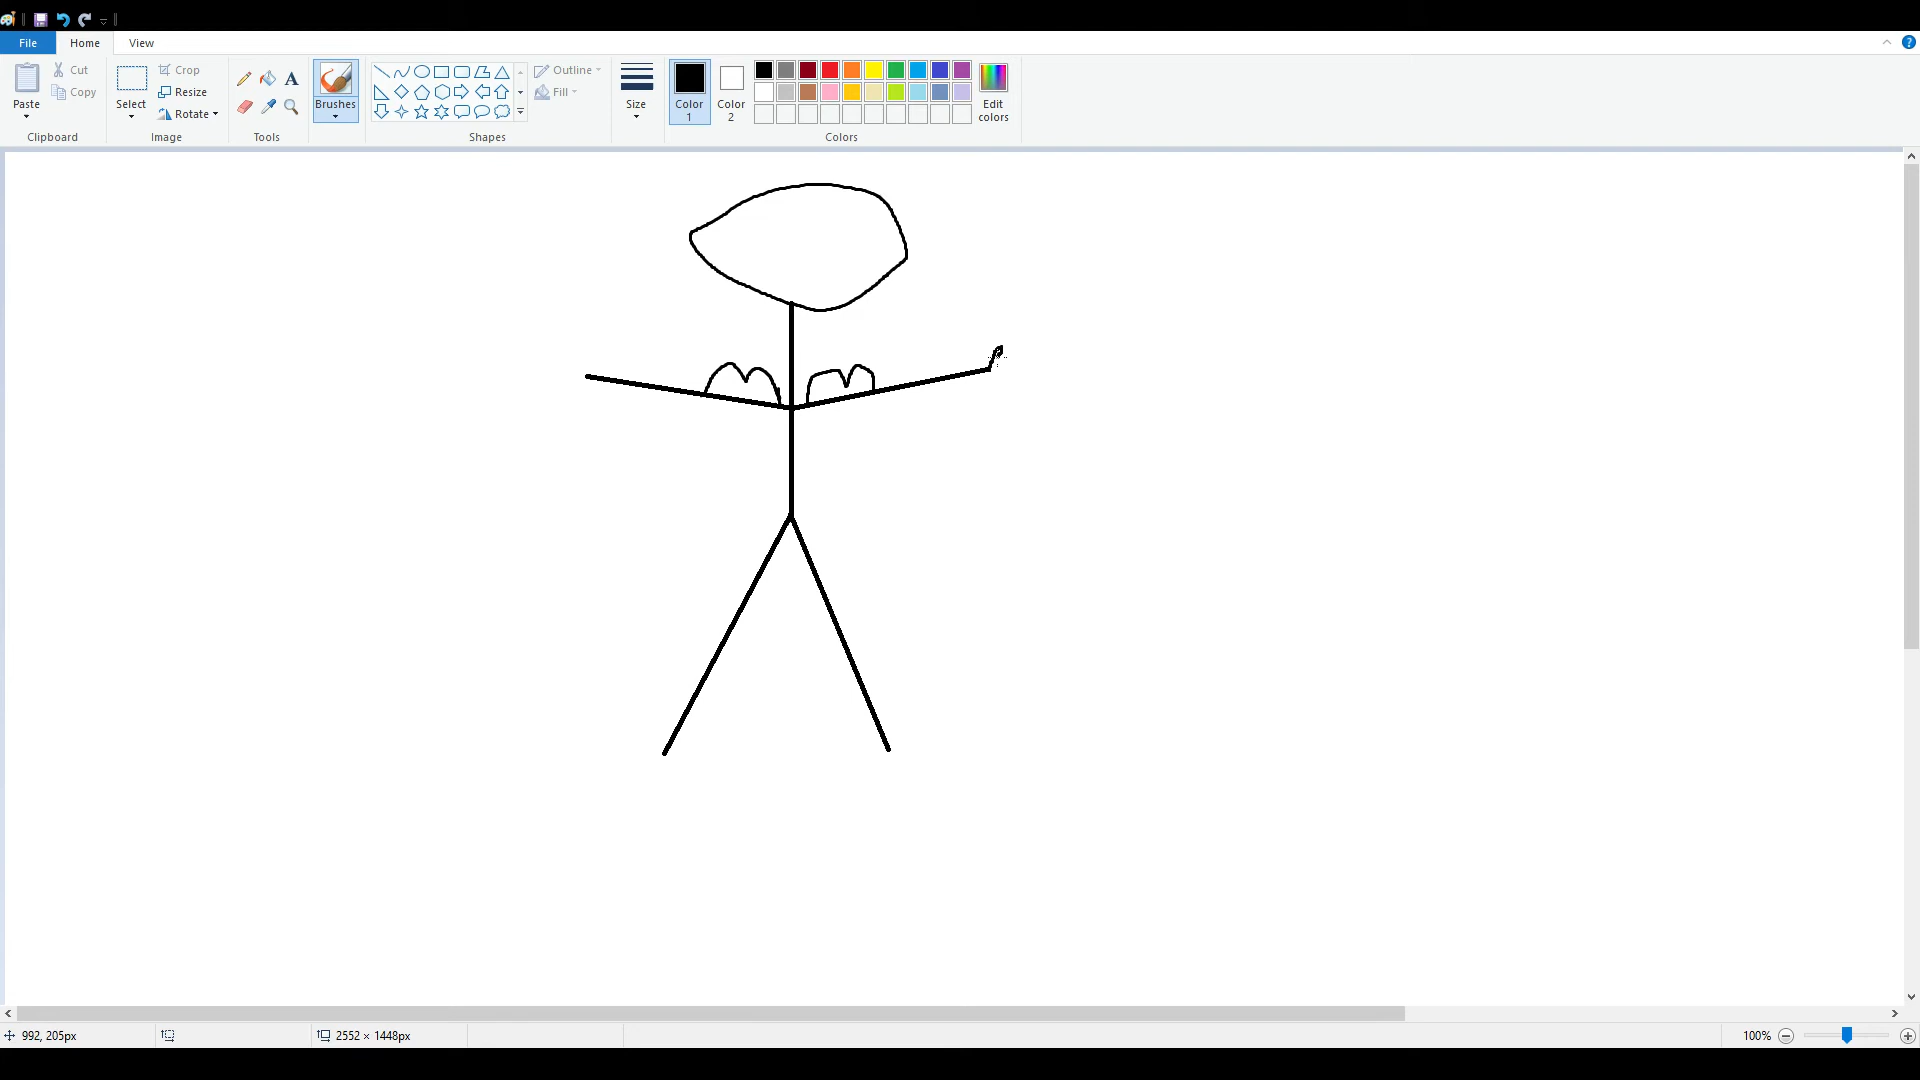 File Home View
Paste
Cut
Copy
Clipboard
Select
Crop
Resize
Rotate
Image
A
Tools
Brushes
Shapes
Outline
Fill
Size
Color
1
Color
2
Edit
colors
Colors
992, 205px
2552 × 1448px
100%